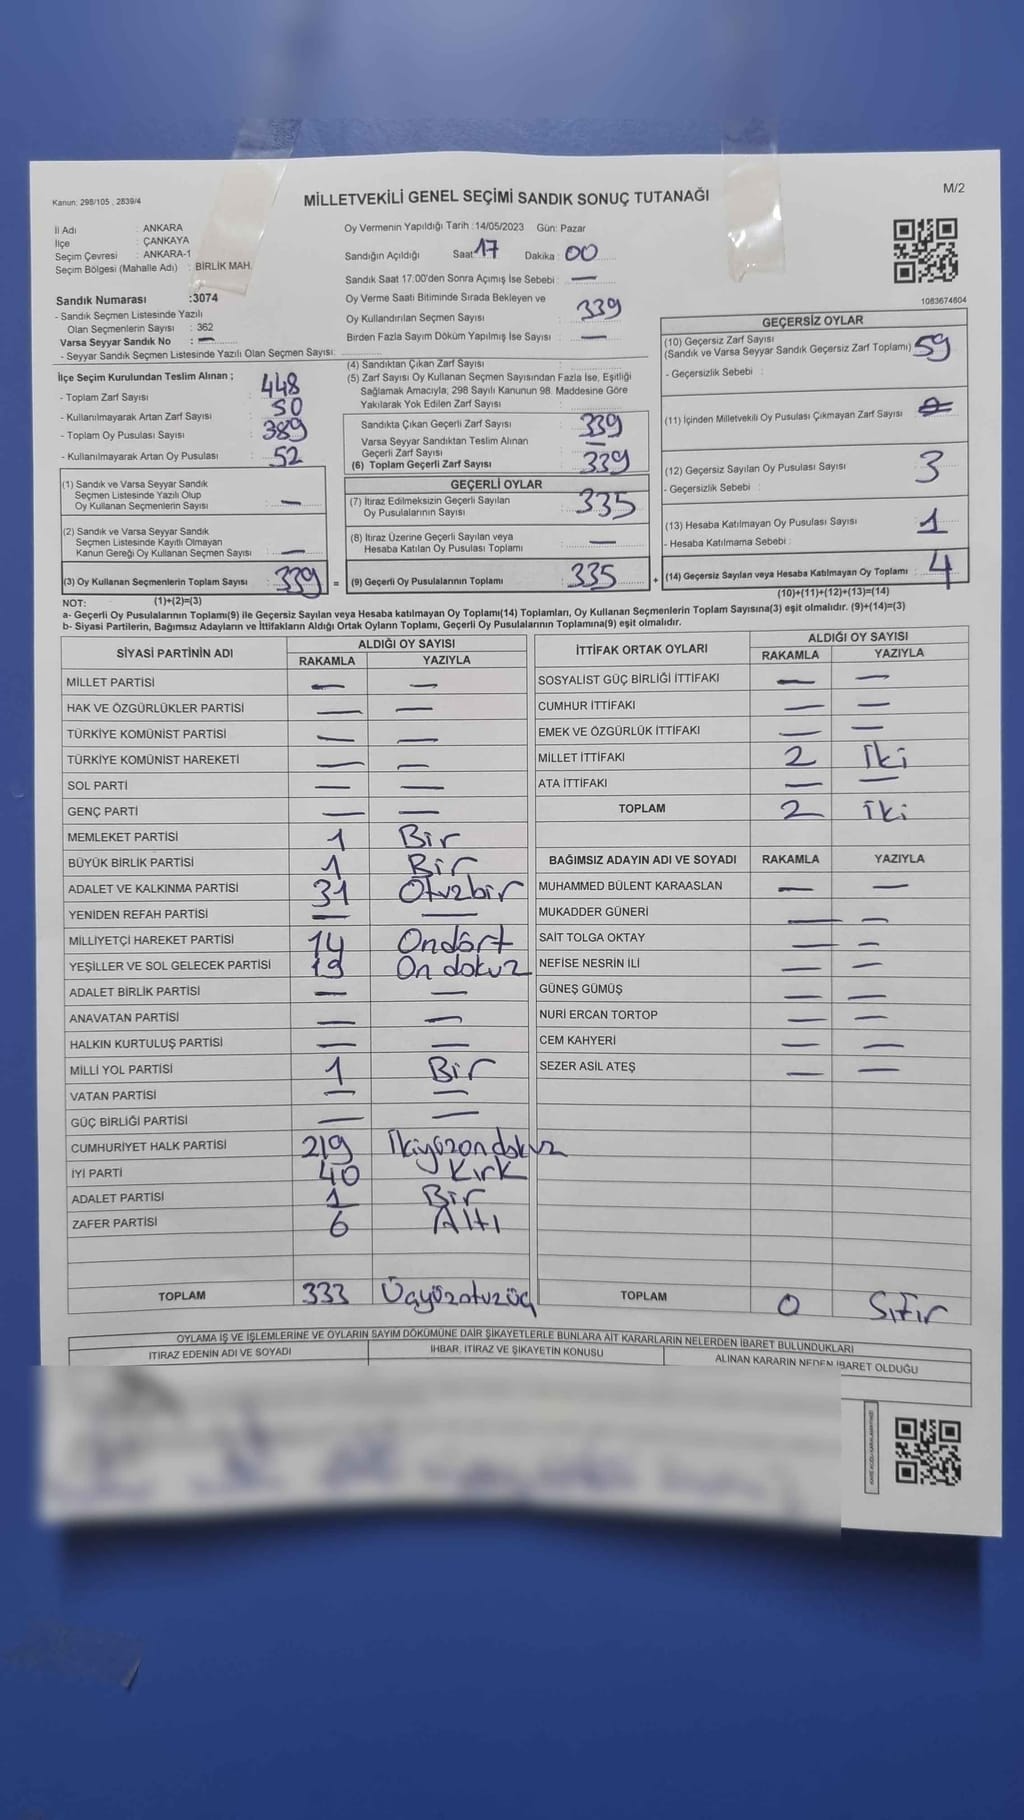 Kanun: 298/105 , 2839/4
MİLLETVEKİLİ GENEL SEÇİMİ SANDIK SONUÇ TUTANAĞI
M/2
İl Adı : ANKARA
İlçe : ÇANKAYA
Seçim Çevresi : ANKARA-1
Seçim Bölgesi (Mahalle Adı) : BİRLİK MAH.
Sandık Numarası :3074
- Sandık Seçmen Listesinde Yazılı
Olan Seçmenlerin Sayısı : 362
Varsa Seyyar Sandık No : —
- Seyyar Sandık Seçmen Listesinde Yazılı Olan Seçmen Sayısı:
İlçe Seçim Kurulundan Teslim Alınan ;
- Toplam Zarf Sayısı : 448
- Kullanılmayarak Artan Zarf Sayısı : 50
- Toplam Oy Pusulası Sayısı : 389
- Kullanılmayarak Artan Oy Pusulası : 52
(1) Sandık ve Varsa Seyyar Sandık
Seçmen Listesinde Yazılı Olup
Oy Kullanan Seçmenlerin Sayısı : —
(2) Sandık ve Varsa Seyyar Sandık
Seçmen Listesinde Kayıtlı Olmayan
Kanun Gereği Oy Kullanan Seçmen Sayısı : —
(3) Oy Kullanan Seçmenlerin Toplam Sayısı : 339 =
(1)+(2)=(3)
Oy Vermenin Yapıldığı Tarih :14/05/2023 Gün: Pazar
Sandığın Açıldığı Saat 17 Dakika : 00
Sandık Saat 17.00'den Sonra Açımış İse Sebebi : —
Oy Verme Saati Bitiminde Sırada Bekleyen ve
Oy Kullandırılan Seçmen Sayısı : 339
Birden Fazla Sayım Döküm Yapılmış İse Sayısı : —
(4) Sandıktan Çıkan Zarf Sayısı :
(5) Zarf Sayısı Oy Kullanan Seçmen Sayısından Fazla İse, Eşitliği
Sağlamak Amacıyla; 298 Sayılı Kanunun 98. Maddesine Göre
Yakılarak Yok Edilen Zarf Sayısı :
Sandıkta Çıkan Geçerli Zarf Sayısı : 339
Varsa Seyyar Sandıktan Teslim Alınan
Geçerli Zarf Sayısı : —
(6) Toplam Geçerli Zarf Sayısı : 339
GEÇERLİ OYLAR
(7) İtiraz Edilmeksizin Geçerli Sayılan
Oy Pusulalarının Sayısı : 335
(8) İtiraz Üzerine Geçerli Sayılan veya
Hesaba Katılan Oy Pusulası Toplamı : —
(9) Geçerli Oy Pusulalarının Toplamı : 335 +
1083674604
GEÇERSİZ OYLAR
(10) Geçersiz Zarf Sayısı
(Sandık ve Varsa Seyyar Sandık Geçersiz Zarf Toplamı) : 59
- Geçersizlik Sebebi :
(11) İçinden Milletvekili Oy Pusulası Çıkmayan Zarf Sayısı :
(12) Geçersiz Sayılan Oy Pusulası Sayısı : 3
- Geçersizlik Sebebi :
(13) Hesaba Katılmayan Oy Pusulası Sayısı : 1
- Hesaba Katılmama Sebebi :
(14) Geçersiz Sayılan veya Hesaba Katılmayan Oy Toplamı : 4
(10)+(11)+(12)+(13)=(14)
NOT:
a- Geçerli Oy Pusulalarının Toplamı(9) ile Geçersiz Sayılan veya Hesaba katılmayan Oy Toplamı(14) Toplamları, Oy Kullanan Seçmenlerin Toplam Sayısına(3) eşit olmalıdır. (9)+(14)=(3)
b- Siyasi Partilerin, Bağımsız Adayların ve İttifakların Aldığı Ortak Oyların Toplamı, Geçerli Oy Pusulalarının Toplamına(9) eşit olmalıdır.
SİYASİ PARTİNİN ADI ALDIĞI OY SAYISI
RAKAMLA YAZIYLA
MİLLET PARTİSİ — —
HAK VE ÖZGÜRLÜKLER PARTİSİ — —
TÜRKİYE KOMÜNİST PARTİSİ — —
TÜRKİYE KOMÜNİST HAREKETİ — —
SOL PARTİ — —
GENÇ PARTİ — —
MEMLEKET PARTİSİ 1 Bir
BÜYÜK BİRLİK PARTİSİ 1 Bir
ADALET VE KALKINMA PARTİSİ 31 Otuzbir
YENİDEN REFAH PARTİSİ — —
MİLLİYETÇİ HAREKET PARTİSİ 14 Ondört
YEŞİLLER VE SOL GELECEK PARTİSİ 19 On dokuz
ADALET BİRLİK PARTİSİ — —
ANAVATAN PARTİSİ — —
HALKIN KURTULUŞ PARTİSİ — —
MİLLİ YOL PARTİSİ 1 Bir
VATAN PARTİSİ — —
GÜÇ BİRLİĞİ PARTİSİ — —
CUMHURİYET HALK PARTİSİ 219 İkiyüzondokuz
İYİ PARTİ 40 Kırk
ADALET PARTİSİ 1 Bir
ZAFER PARTİSİ 6 Altı
TOPLAM 333 Üçyüzotuzüç
İTTİFAK ORTAK OYLARI ALDIĞI OY SAYISI
RAKAMLA YAZIYLA
SOSYALİST GÜÇ BİRLİĞİ İTTİFAKI — —
CUMHUR İTTİFAKI — —
EMEK VE ÖZGÜRLÜK İTTİFAKI — —
MİLLET İTTİFAKI 2 İki
ATA İTTİFAKI — —
TOPLAM 2 İki
BAĞIMSIZ ADAYIN ADI VE SOYADI RAKAMLA YAZIYLA
MUHAMMED BÜLENT KARAASLAN — —
MUKADDER GÜNERİ — —
SAİT TOLGA OKTAY — —
NEFİSE NESRİN İLİ — —
GÜNEŞ GÜMÜŞ — —
NURİ ERCAN TORTOP — —
CEM KAHYERİ — —
SEZER ASİL ATEŞ — —
TOPLAM 0 Sıfır
OYLAMA İŞ VE İŞLEMLERİNE VE OYLARIN SAYIM DÖKÜMÜNE DAİR ŞİKAYETLERLE BUNLARA AİT KARARLARIN NELERDEN İBARET BULUNDUKLARI
İTİRAZ EDENİN ADI VE SOYADI İHBAR, İTİRAZ VE ŞİKAYETİN KONUSU ALINAN KARARIN NEDEN İBARET OLDUĞU